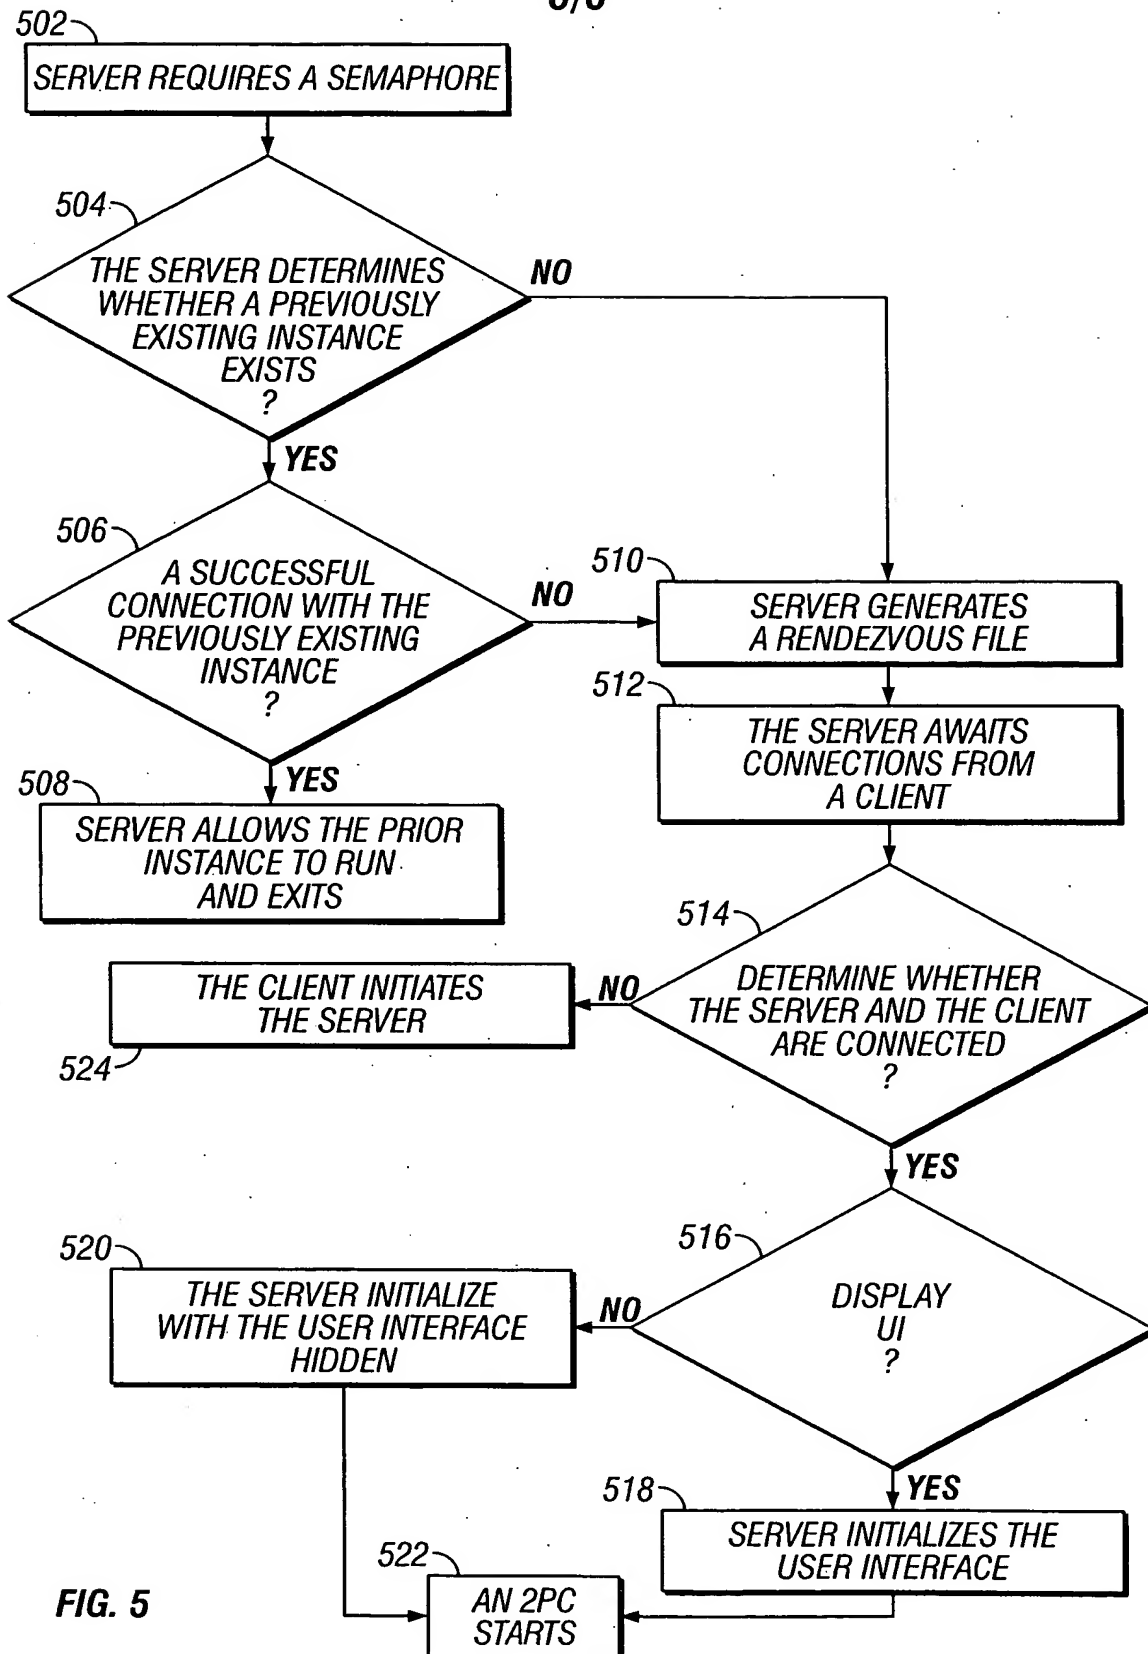 502
SERVER REQUIRES A SEMAPHORE
504
THE SERVER DETERMINES
WHETHER A PREVIOUSLY
EXISTING INSTANCE
EXISTS
?
NO
YES
506
A SUCCESSFUL
CONNECTION WITH THE
PREVIOUSLY EXISTING
INSTANCE
?
NO
YES
508
SERVER ALLOWS THE PRIOR
INSTANCE TO RUN
AND EXITS
510
SERVER GENERATES
A RENDEZVOUS FILE
512
THE SERVER AWAITS
CONNECTIONS FROM
A CLIENT
514
DETERMINE WHETHER
THE SERVER AND THE CLIENT
ARE CONNECTED
?
NO
THE CLIENT INITIATES
THE SERVER
524
YES
516
DISPLAY
UI
?
NO
520
THE SERVER INITIALIZE
WITH THE USER INTERFACE
HIDDEN
YES
518
SERVER INITIALIZES THE
USER INTERFACE
522
AN 2PC
STARTS
FIG. 5